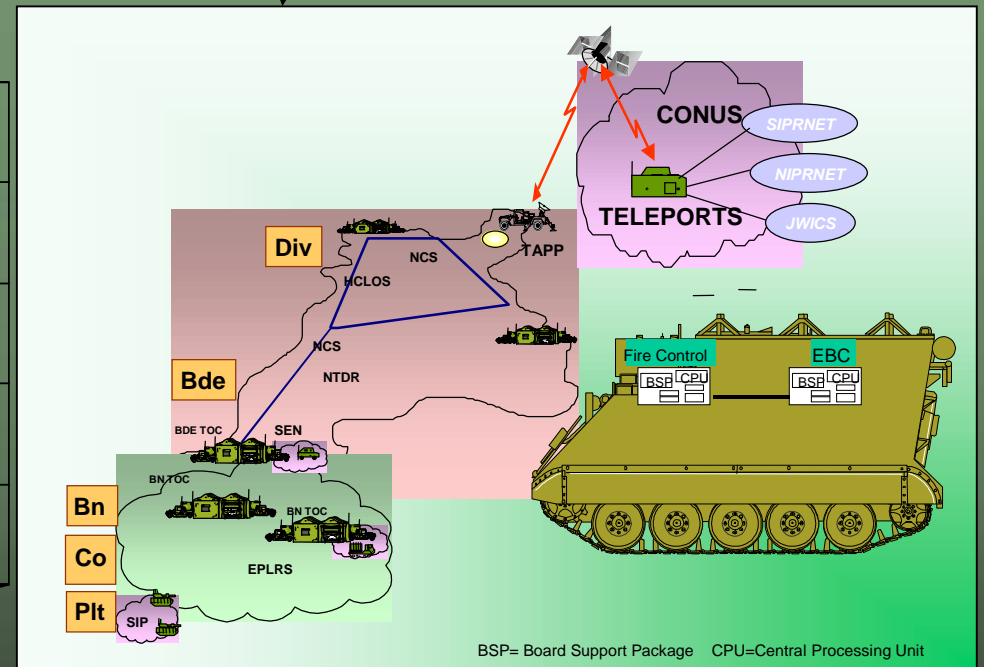 CONUS
SIPRNET
NIPRNET
TELEPORTS
JWICS
Div
NCS
TAPP
HCLOS
NCS
Fire Control
EBC
BSP CPU
BSP CPU
Bde
NTDR
BDE TOC
SEN
BN TOC
Bn
BN TOC
Co
EPLRS
Plt
SIP
BSP= Board Support Package CPU=Central Processing Unit